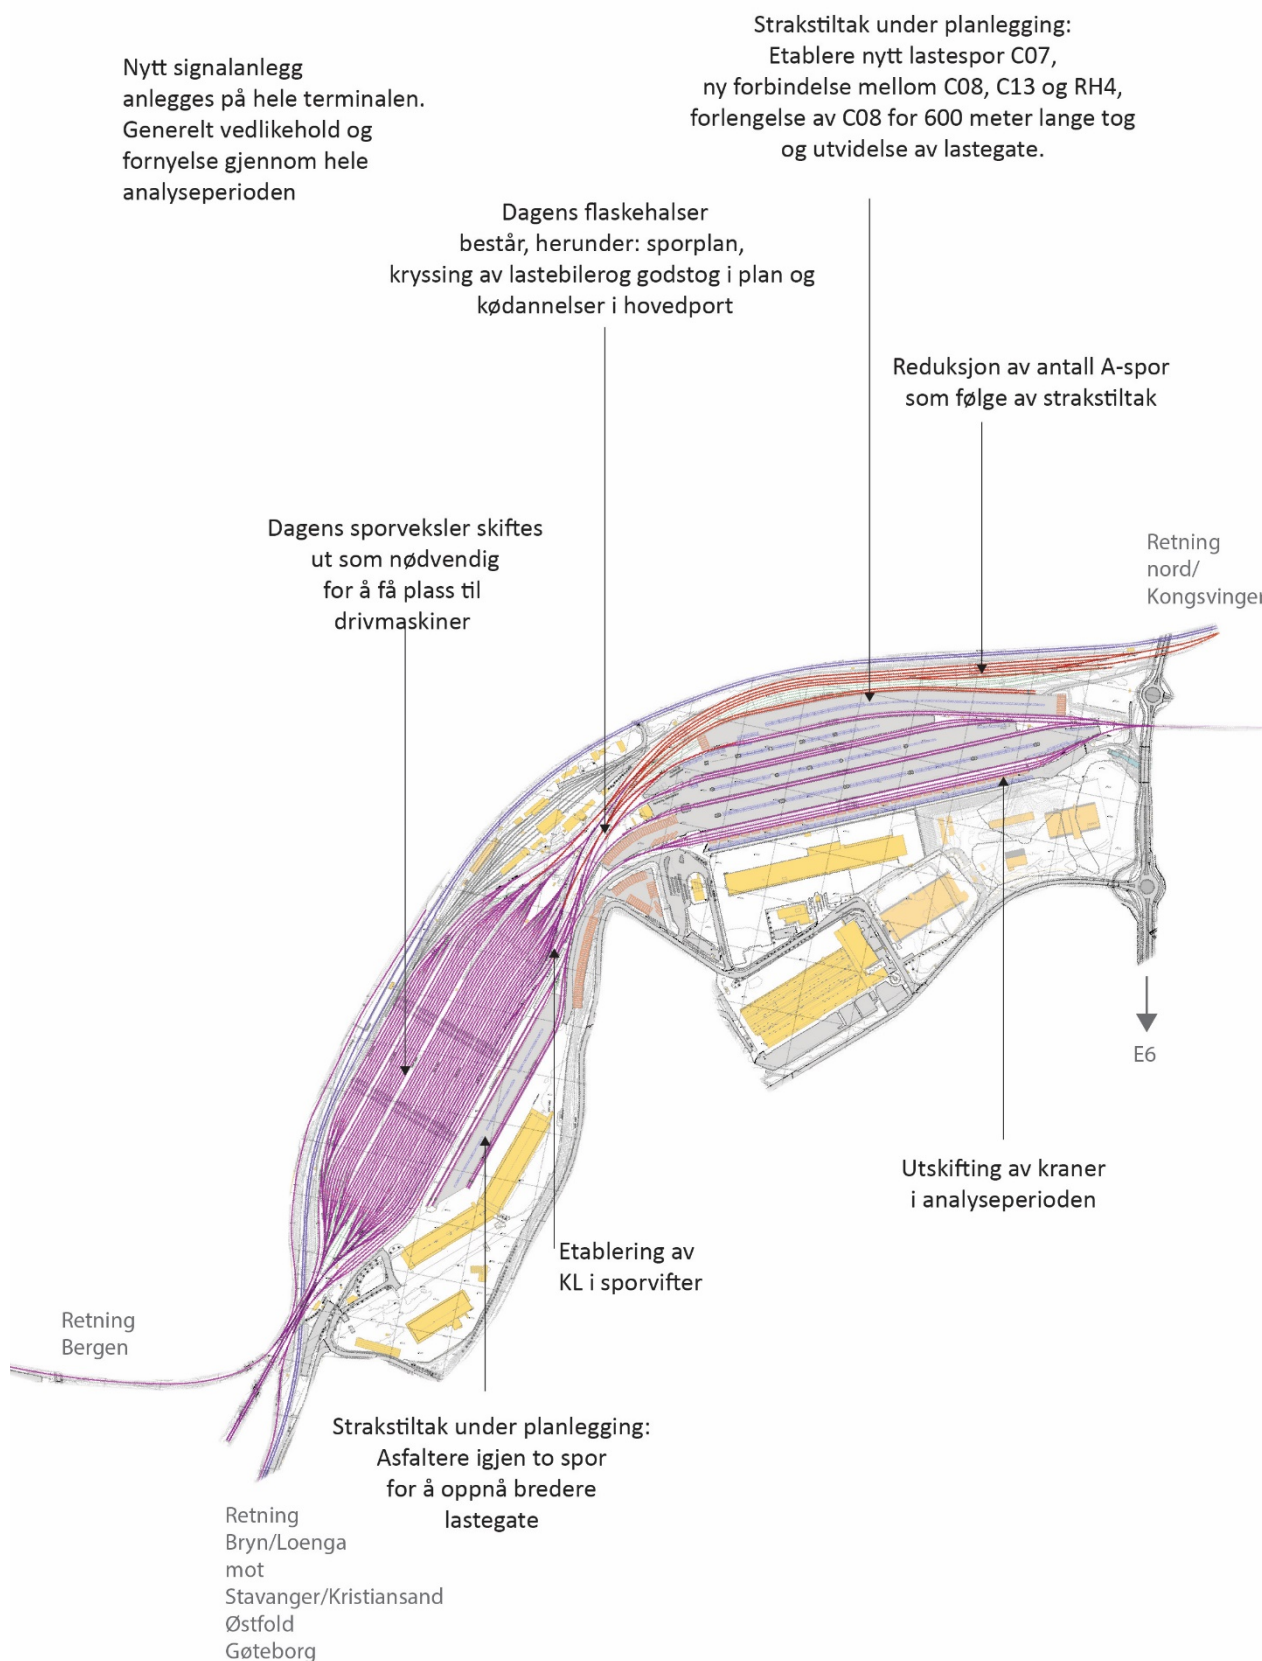 Strakstiltak under planlegging:
Etablere nytt lastespor C07,
ny forbindelse mellom C08, C13 og RH4,
forlengelse av C08 for 600 meter lange tog
og utvidelse av lastegate.
Nytt signalanlegg
anlegges på hele terminalen.
Generelt vedlikehold og
fornyelse gjennom hele
analyseperioden
Dagens flaskehalser
består, herunder: sporplan,
kryssing av lastebilerog godstog i plan og
kødannelser i hovedport
Reduksjon av antall A-spor
som følge av strakstiltak
Dagens sporveksler skiftes
ut som nødvendig
for å få plass til
drivmaskiner
Retning
nord/
Kongsvinger
E6
Utskifting av kraner
i analyseperioden
Etablering av
KL i sporvifter
Retning
Bergen
Strakstiltak under planlegging:
Asfaltere igjen to spor
for å oppnå bredere
lastegate
Retning
Bryn/Loenga
mot
Stavanger/Kristiansand
Østfold
Gøteborg